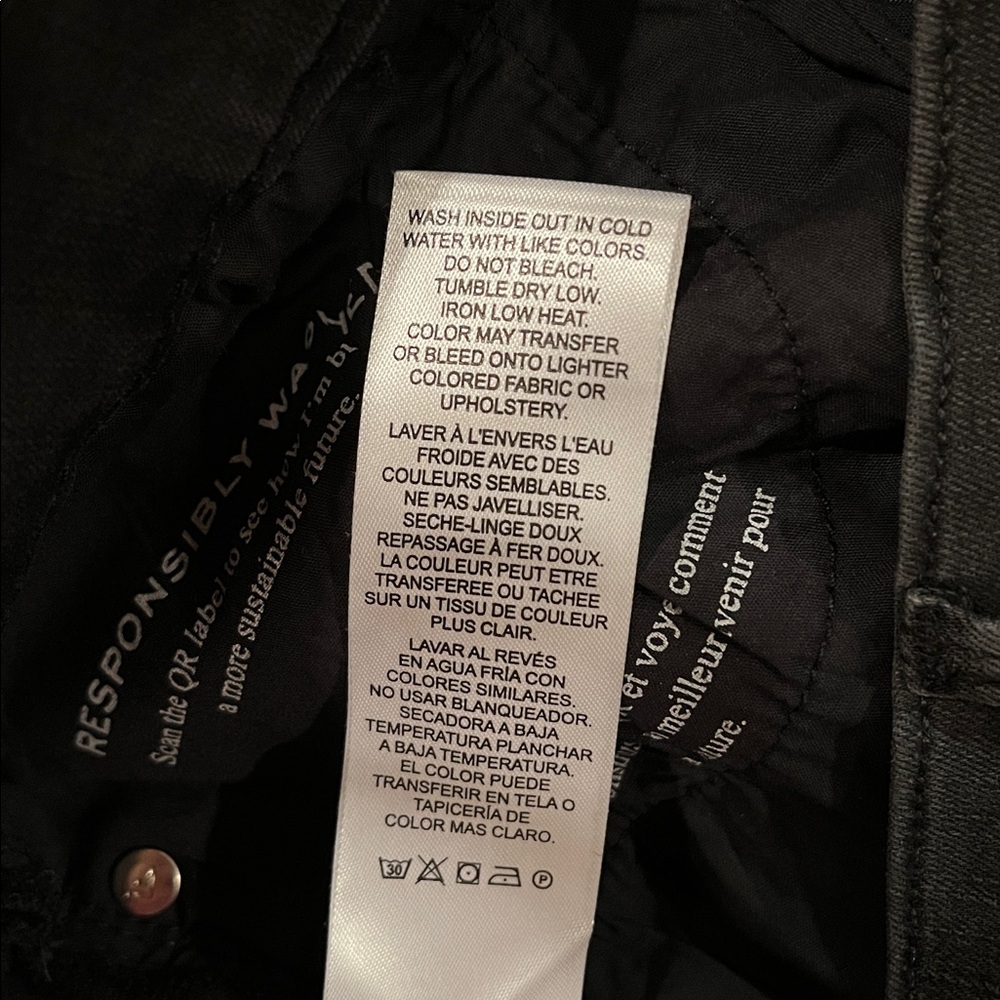 WASH INSIDE OUT IN COLD
WATER WITH LIKE COLORS.
DO NOT BLEACH.
TUMBLE DRY LOW.
IRON LOW HEAT.
COLOR MAY TRANSFER
OR BLEED ONTO LIGHTER
COLORED FABRIC OR
UPHOLSTERY.
LAVER À L'ENVERS L'EAU
FROIDE AVEC DES
COULEURS SEMBLABLES.
NE PAS JAVELLISER.
SECHE-LINGE DOUX
REPASSAGE À FER DOUX.
LA COULEUR PEUT ETRE
TRANSFEREE OU TACHEE
SUR UN TISSU DE COULEUR
PLUS CLAIR.
LAVAR AL REVÉS
EN AGUA FRÍA CON
COLORES SIMILARES.
NO USAR BLANQUEADOR.
SECADORA A BAJA
TEMPERATURA PLANCHAR
A BAJA TEMPERATURA.
EL COLOR PUEDE
TRANSFERIR EN TELA O
TAPICERÍA DE
COLOR MAS CLARO.
30 P
RESPONSIBLY
Scan the QR label to see how I'm
a more sustainable future.
et comment
meilleur venir pour